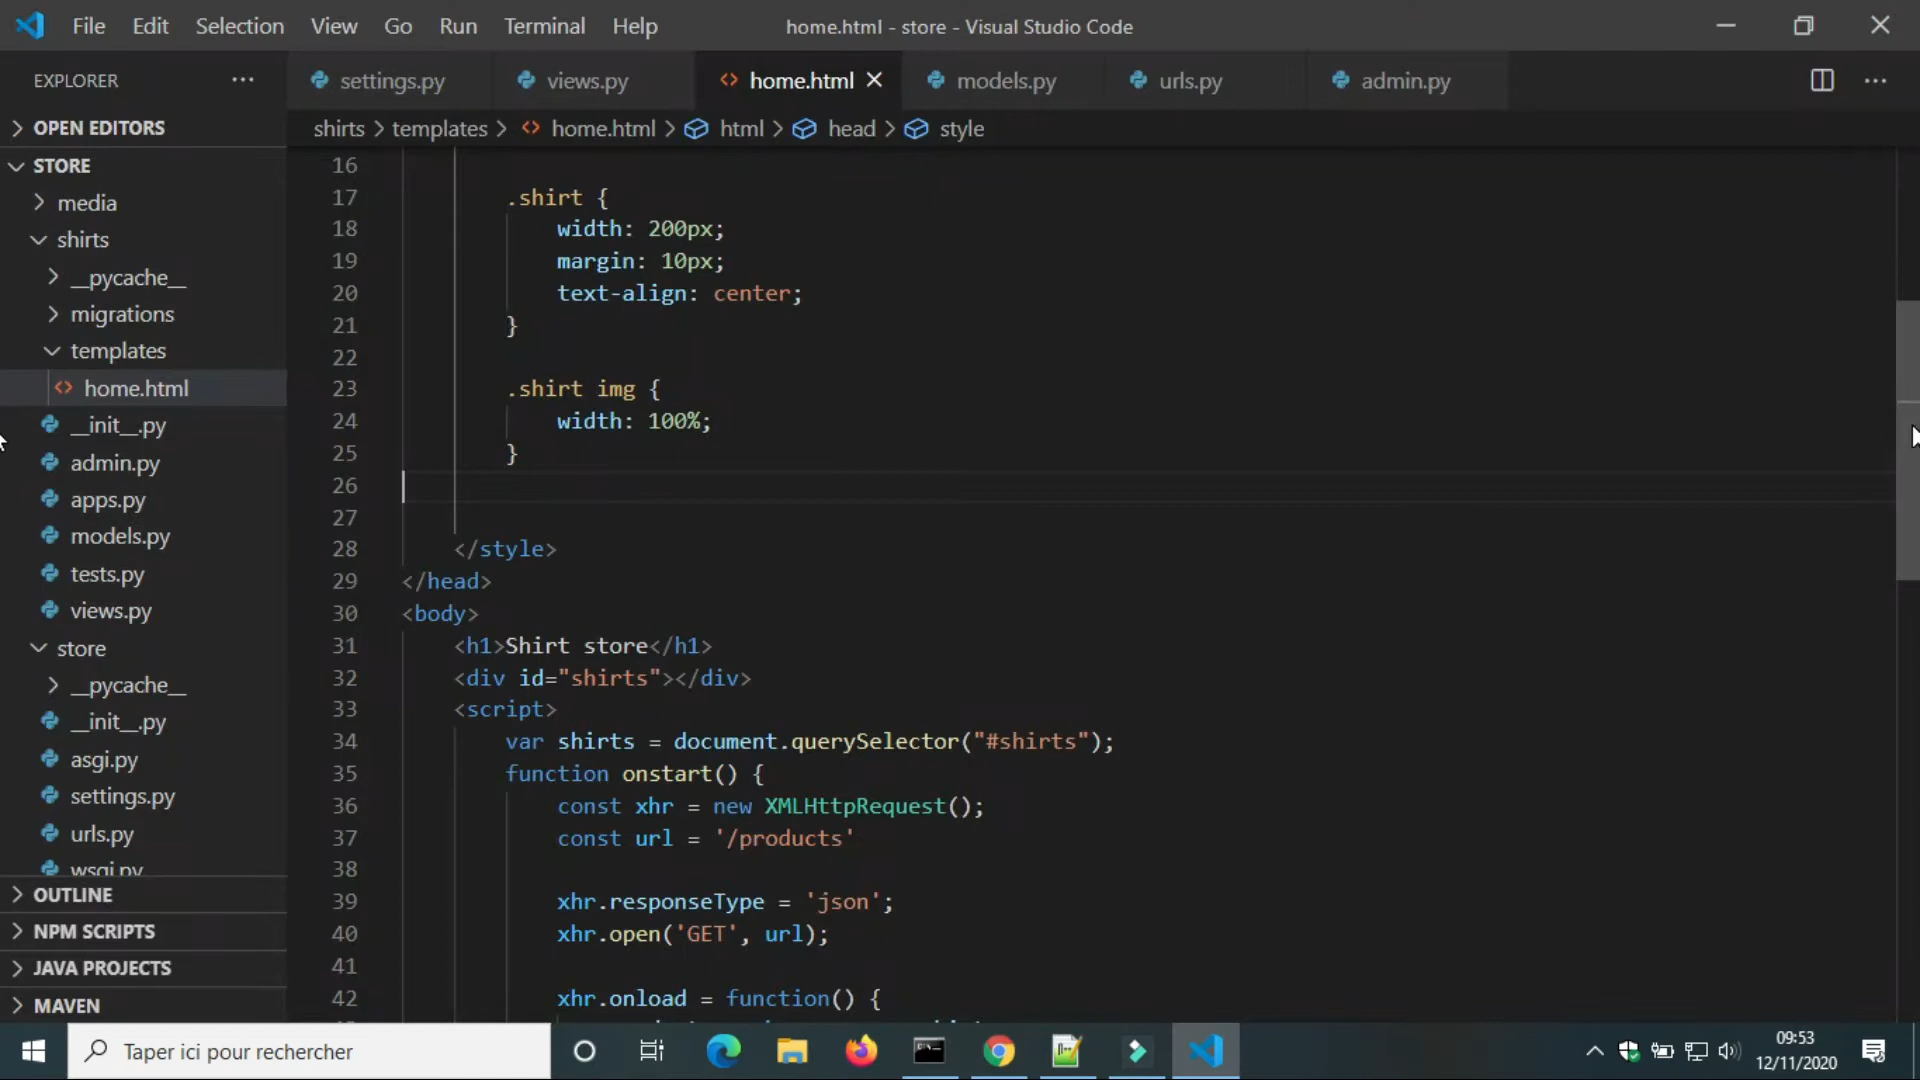 File Edit Selection View Go Run Terminal Help
home.html - store - Visual Studio Code
EXPLORER ···
settings.py views.py <> home.html × models.py urls.py admin.py
OPEN EDITORS
STORE
media
shirts
__pycache__
migrations
templates
<> home.html
__init__.py
admin.py
apps.py
models.py
tests.py
views.py
store
__pycache__
__init__.py
asgi.py
settings.py
urls.py
wsgi.py
OUTLINE
NPM SCRIPTS
JAVA PROJECTS
MAVEN
shirts > templates > <> home.html > html > head > style
16
17 .shirt {
18 width: 200px;
19 margin: 10px;
20 text-align: center;
21 }
22
23 .shirt img {
24 width: 100%;
25 }
26
27
28 </style>
29 </head>
30 <body>
31 <h1>Shirt store</h1>
32 <div id="shirts"></div>
33 <script>
34 var shirts = document.querySelector("#shirts");
35 function onstart() {
36 const xhr = new XMLHttpRequest();
37 const url = '/products'
38
39 xhr.responseType = 'json';
40 xhr.open('GET', url);
41
42 xhr.onload = function() {
Taper ici pour rechercher
09:53
12/11/2020